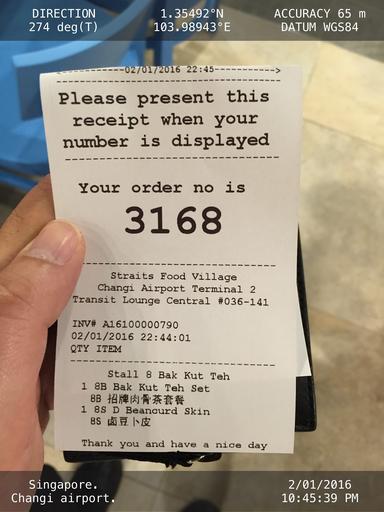 DIRECTION
274 deg(T)
1.35492°N
103.98943°E
ACCURACY 65 m
DATUM WGS84
<---------02/01/2016 22:45--------->
Please present this
receipt when your
number is displayed
Your order no is
3168
Straits Food Village
Changi Airport Terminal 2
Transit Lounge Central #036-141
INV# A16100000790
02/01/2016 22:44:01
QTY ITEM
Stall 8 Bak Kut Teh
1 8B Bak Kut Teh Set
8B 招牌肉骨茶套餐
1 8S D Beancurd Skin
8S 卤豆卜皮
Thank you and have a nice day
Singapore.
Changi airport.
2/01/2016
10:45:39 PM